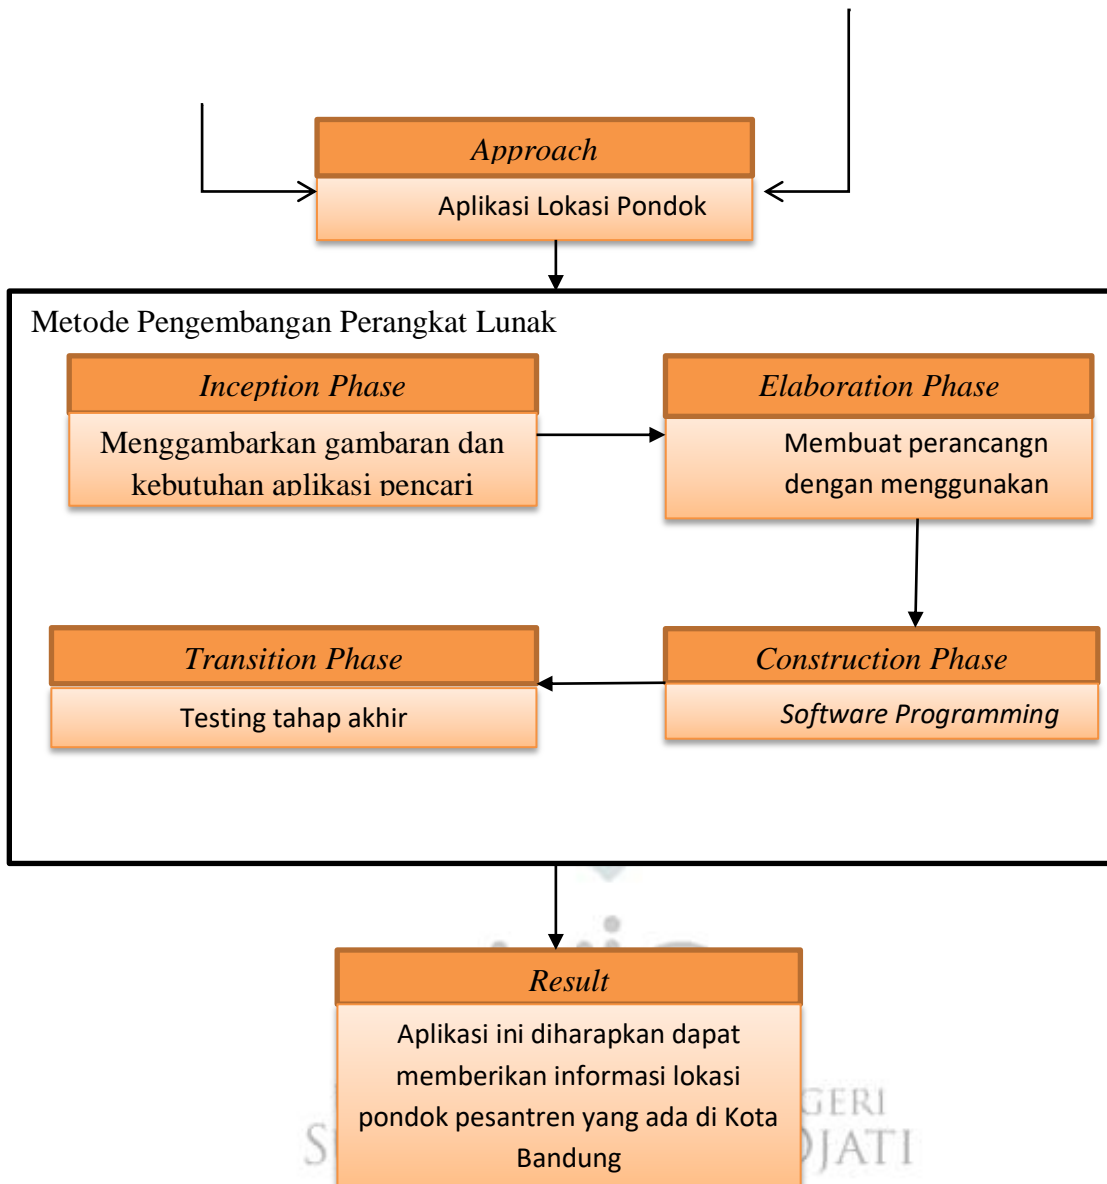 Approach
Aplikasi Lokasi Pondok
Metode Pengembangan Perangkat Lunak
Inception Phase
Elaboration Phase
Menggambarkan gambaran dan
kebutuhan aplikasi pencari
Membuat perancangn
dengan menggunakan
Transition Phase
Construction Phase
Testing tahap akhir
Software Programming
Result
Aplikasi ini diharapkan dapat
memberikan informasi lokasi
pondok pesantren yang ada di Kota
Bandung
GERI
S DJATI